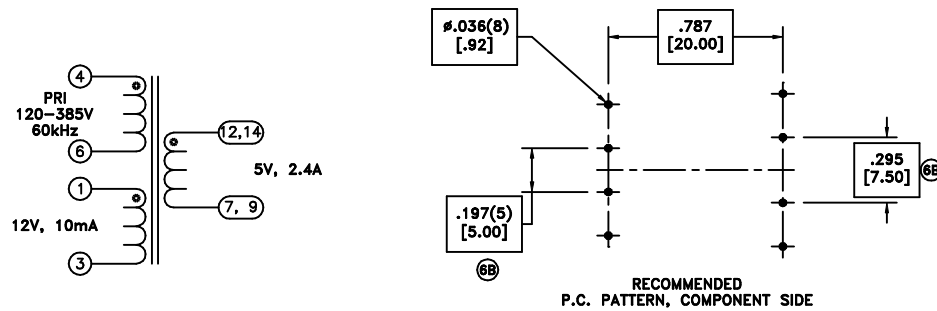 4
PRI
120-385V
60kHz
6
1
12V, 10mA
3
12,14
5V, 2.4A
7, 9
ø.036(8)
[.92]
.787
[20.00]
.295
[7.50]
6B
.197(5)
[5.00]
6B
RECOMMENDED
P.C. PATTERN, COMPONENT SIDE